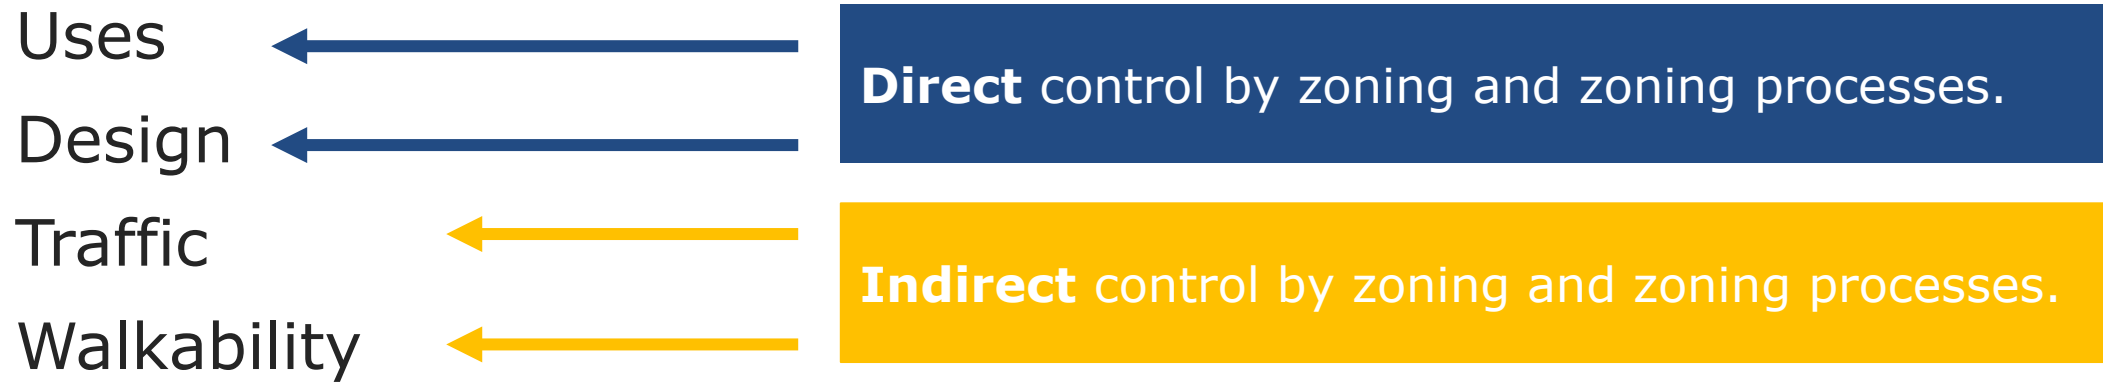 Uses
Design
Traffic
Walkability
Direct control by zoning and zoning processes.
Indirect control by zoning and zoning processes.